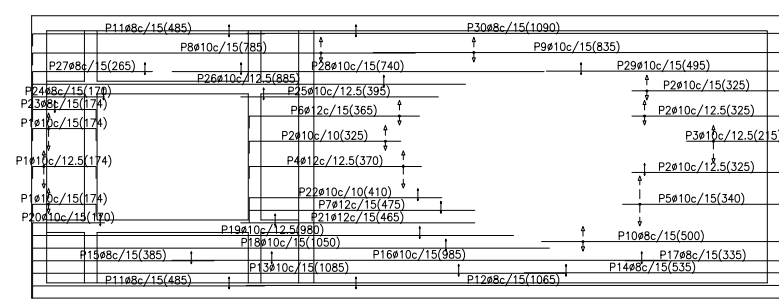 P11ø8c/15(485) P30ø8c/15(1090)
P8ø10c/15(785) P9ø10c/15(835)
P27ø8c/15(265) P28ø10c/15(740) P29ø10c/15(495)
P26ø10c/12.5(885)
P24ø8c/15(170) P25ø10c/12.5(395) P2ø10c/15(325)
P23ø8c/15(174)
P6ø12c/15(365) P2ø10c/12.5(325)
P1ø10c/15(174)
P2ø10c/10(325) P3ø10c/12.5(215)
P1ø10c/12.5(174) P4ø12c/12.5(370)
P2ø10c/12.5(325)
P1ø10c/15(174) P22ø10c/10(410) P5ø10c/15(340)
P7ø12c/15(475)
P20ø10c/15(170) P21ø12c/15(465)
P19ø10c/12.5(980)
P18ø10c/15(1050) P10ø8c/15(500)
P15ø8c/15(385) P16ø10c/15(985) P17ø8c/15(335)
P13ø10c/15(1085) P14ø8c/15(535)
P11ø8c/15(485) P12ø8c/15(1065)